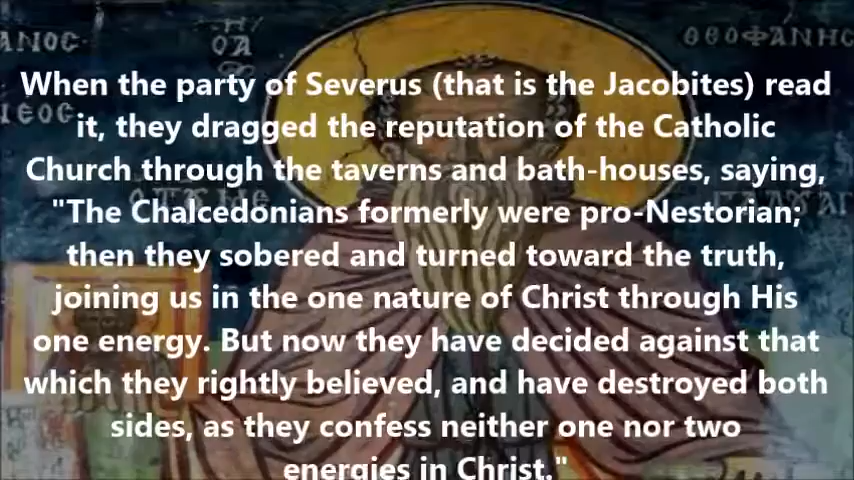 ΑΝΟΣ
Ο ΑΓ
ΘΕΟΦΑΝΗС
When the party of Severus (that is the Jacobites) read
it, they dragged the reputation of the Catholic
Church through the taverns and bath-houses, saying,
"The Chalcedonians formerly were pro-Nestorian;
then they sobered and turned toward the truth,
joining us in the one nature of Christ through His
one energy. But now they have decided against that
which they rightly believed, and have destroyed both
sides, as they confess neither one nor two
energies in Christ."